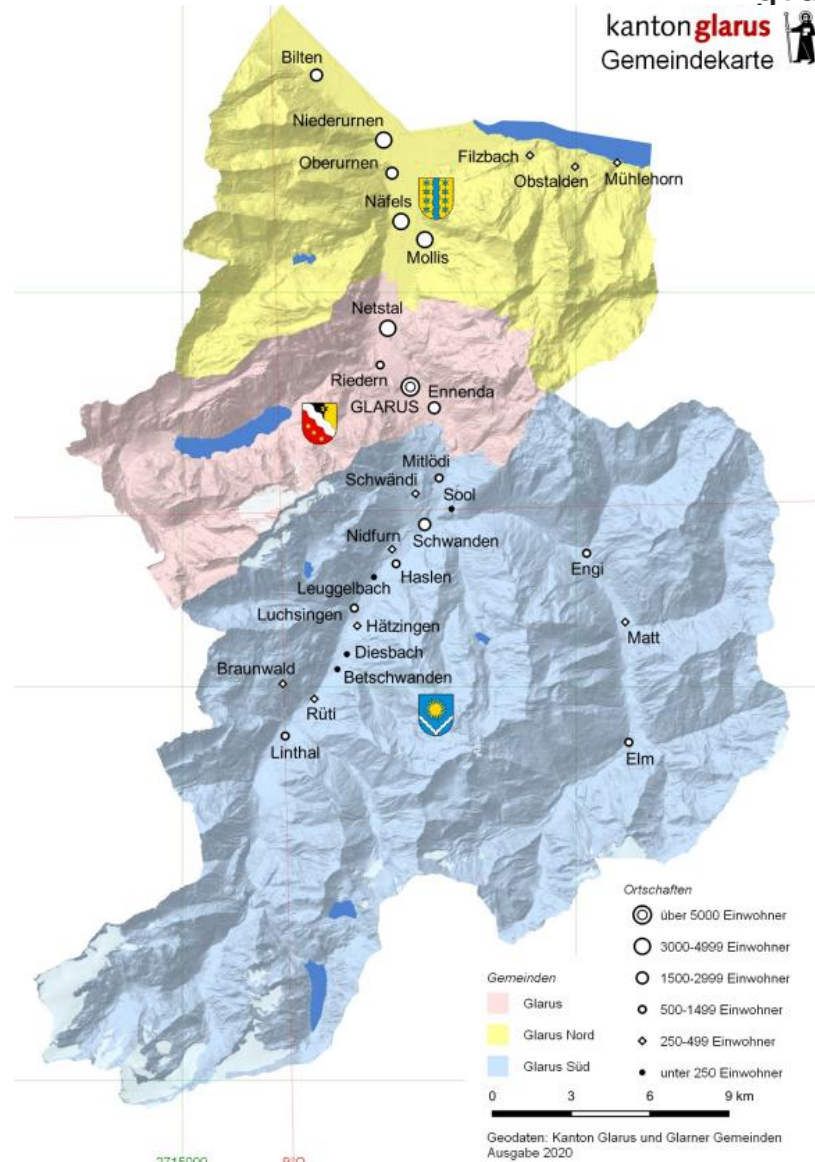 kanton glarus
Gemeindekarte
Bilten
Niederurnen
Oberurnen
Filzbach
Obstalden
Mühlehorn
Näfels
Mollis
Netstal
Riedern
Ennenda
GLARUS
Mitlödi
Schwändi
Sool
Schwanden
Nidfurn
Haslen
Engi
Leuggelbach
Luchsingen
Hätzingen
Matt
Diesbach
Braunwald
Betschwanden
Rüti
Linthal
Elm
Ortschaften
über 5000 Einwohner
3000-4999 Einwohner
1500-2999 Einwohner
500-1499 Einwohner
250-499 Einwohner
unter 250 Einwohner
Gemeinden
Glarus
Glarus Nord
Glarus Süd
0 3 6 9 km
Geodaten: Kanton Glarus und Glarner Gemeinden
Ausgabe 2020